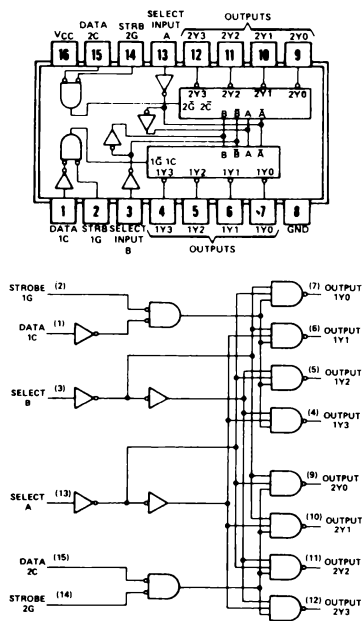 DATA STRB SELECT INPUT OUTPUTS
VCC 2C 2G A 2Y3 2Y2 2Y1 2Y0
16 15 14 13 12 11 10 9
2Y3 2Y2 2Y1 2Y0
2G̅ 2C̅
B B̅ A A̅
B B̅ A A̅
1G̅ 1C
1Y3 1Y2 1Y1 1Y0
1 2 3 4 5 6 7 8
DATA 1C STRB 1G SELECT INPUT B 1Y3 1Y2 1Y1 1Y0 GND
OUTPUTS
STROBE 1G (2)
DATA 1C (1)
SELECT B (3)
SELECT A (13)
DATA 2C (15)
STROBE 2G (14)
(7) OUTPUT 1Y0
(6) OUTPUT 1Y1
(5) OUTPUT 1Y2
(4) OUTPUT 1Y3
(9) OUTPUT 2Y0
(10) OUTPUT 2Y1
(11) OUTPUT 2Y2
(12) OUTPUT 2Y3